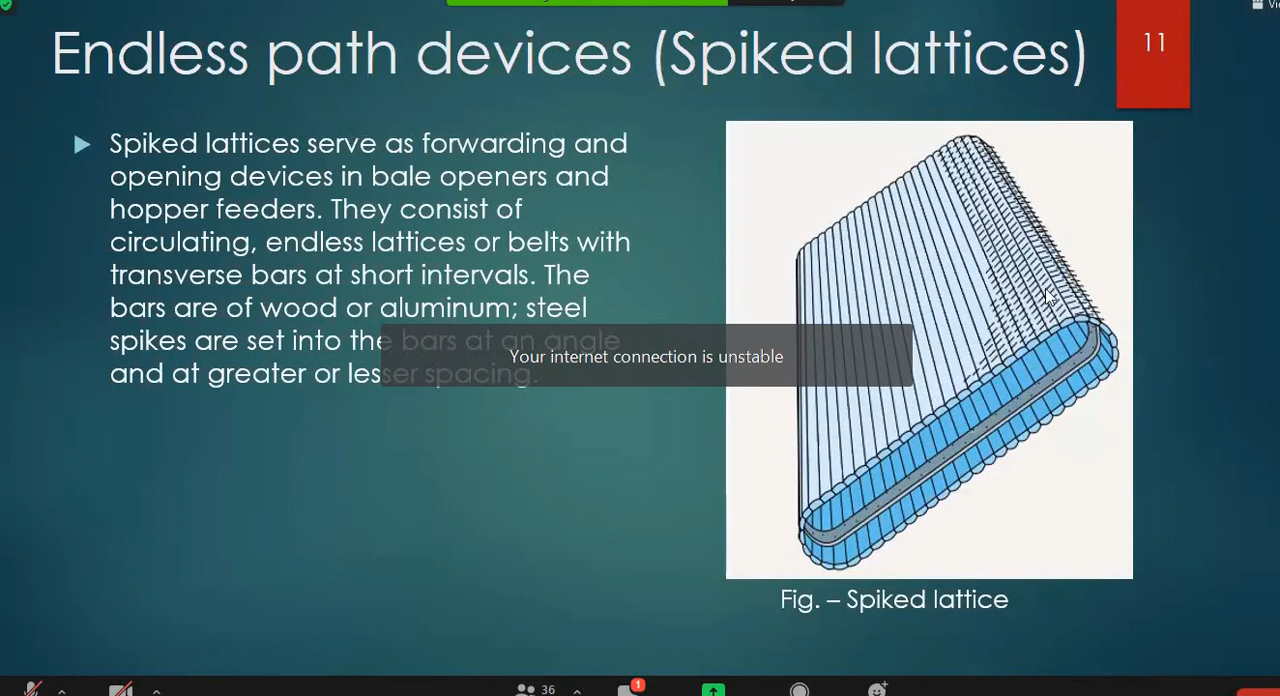 Endless path devices (Spiked lattices)
11
Spiked lattices serve as forwarding and
opening devices in bale openers and
hopper feeders. They consist of
circulating, endless lattices or belts with
transverse bars at short intervals. The
bars are of wood or aluminum; steel
spikes are set into the bars at an angle
and at greater or lesser spacing.
Your internet connection is unstable
Fig. – Spiked lattice
36
1